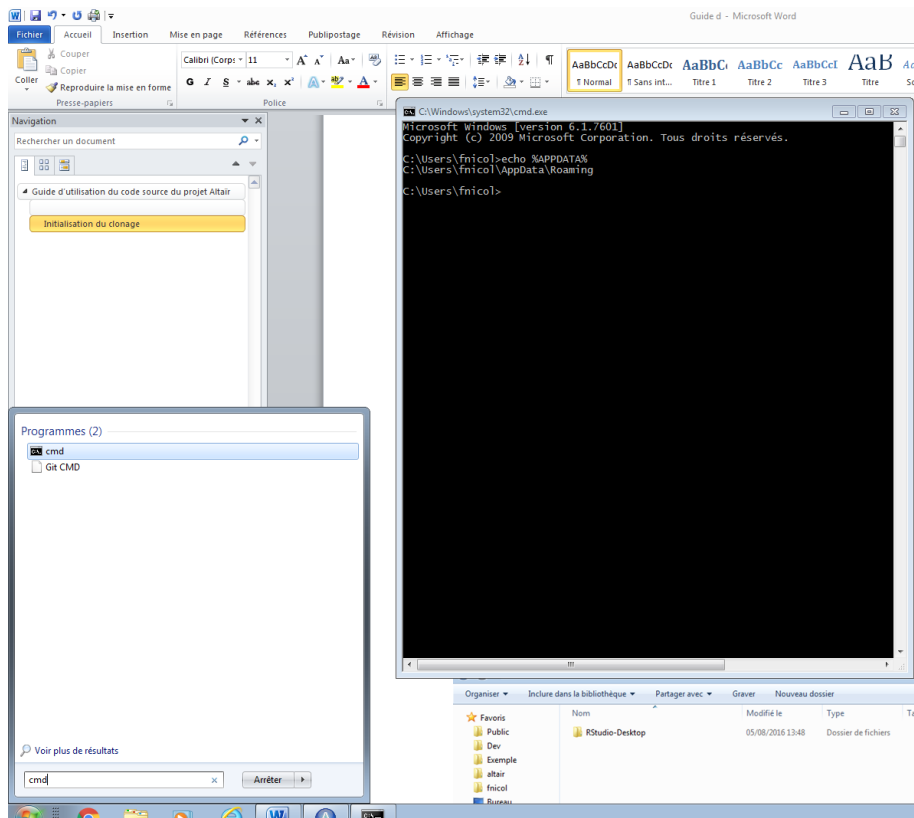 Guide d - Microsoft Word
Fichier Accueil Insertion Mise en page Références Publipostage Révision Affichage
Couper
Copier
Coller
Reproduire la mise en forme
Presse-papiers
Calibri (Corps 11
G I S abc x, x²
Police
AaBbCcDc AaBbCcDc AaBbC AaBbCc AaBbCcI AaB
¶ Normal ¶ Sans int... Titre 1 Titre 2 Titre 3 Titre
Navigation
Rechercher un document
Guide d'utilisation du code source du projet Altair
Initialisation du clonage
C:\Windows\system32\cmd.exe
Microsoft Windows [version 6.1.7601]
Copyright (c) 2009 Microsoft Corporation. Tous droits réservés.
C:\Users\fnicol>echo %APPDATA%
C:\Users\fnicol\AppData\Roaming
C:\Users\fnicol>
Programmes (2)
cmd
Git CMD
Voir plus de résultats
cmd
Arrêter
Organiser Inclure dans la bibliothèque Partager avec Graver Nouveau dossier
Nom Modifié le Type Ta
Favoris
Public
Dev
Exemple
altair
fnicol
Bureau
RStudio-Desktop 05/08/2016 13:48 Dossier de fichiers